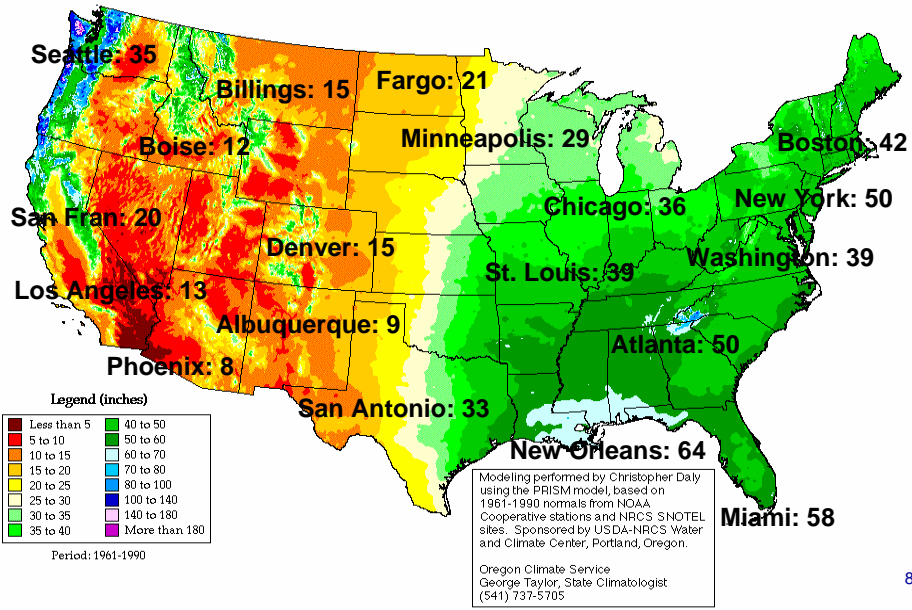 Seattle: 35
Billings: 15
Fargo: 21
Boise: 12
Minneapolis: 29
Boston: 42
San Fran: 20
Chicago: 36
New York: 50
Denver: 15
St. Louis: 39
Washington: 39
Los Angeles: 13
Albuquerque: 9
Atlanta: 50
Phoenix: 8
San Antonio: 33
New Orleans: 64
Miami: 58
Legend (inches)
Less than 5
5 to 10
10 to 15
15 to 20
20 to 25
25 to 30
30 to 35
35 to 40
40 to 50
50 to 60
60 to 70
70 to 80
80 to 100
100 to 140
140 to 180
More than 180
Period: 1961-1990
Modeling performed by Christopher Daly
using the PRISM model, based on
1961-1990 normals from NOAA
Cooperative stations and NRCS SNOTEL
sites. Sponsored by USDA-NRCS Water
and Climate Center, Portland, Oregon.
Oregon Climate Service
George Taylor, State Climatologist
(541) 737-5705
8